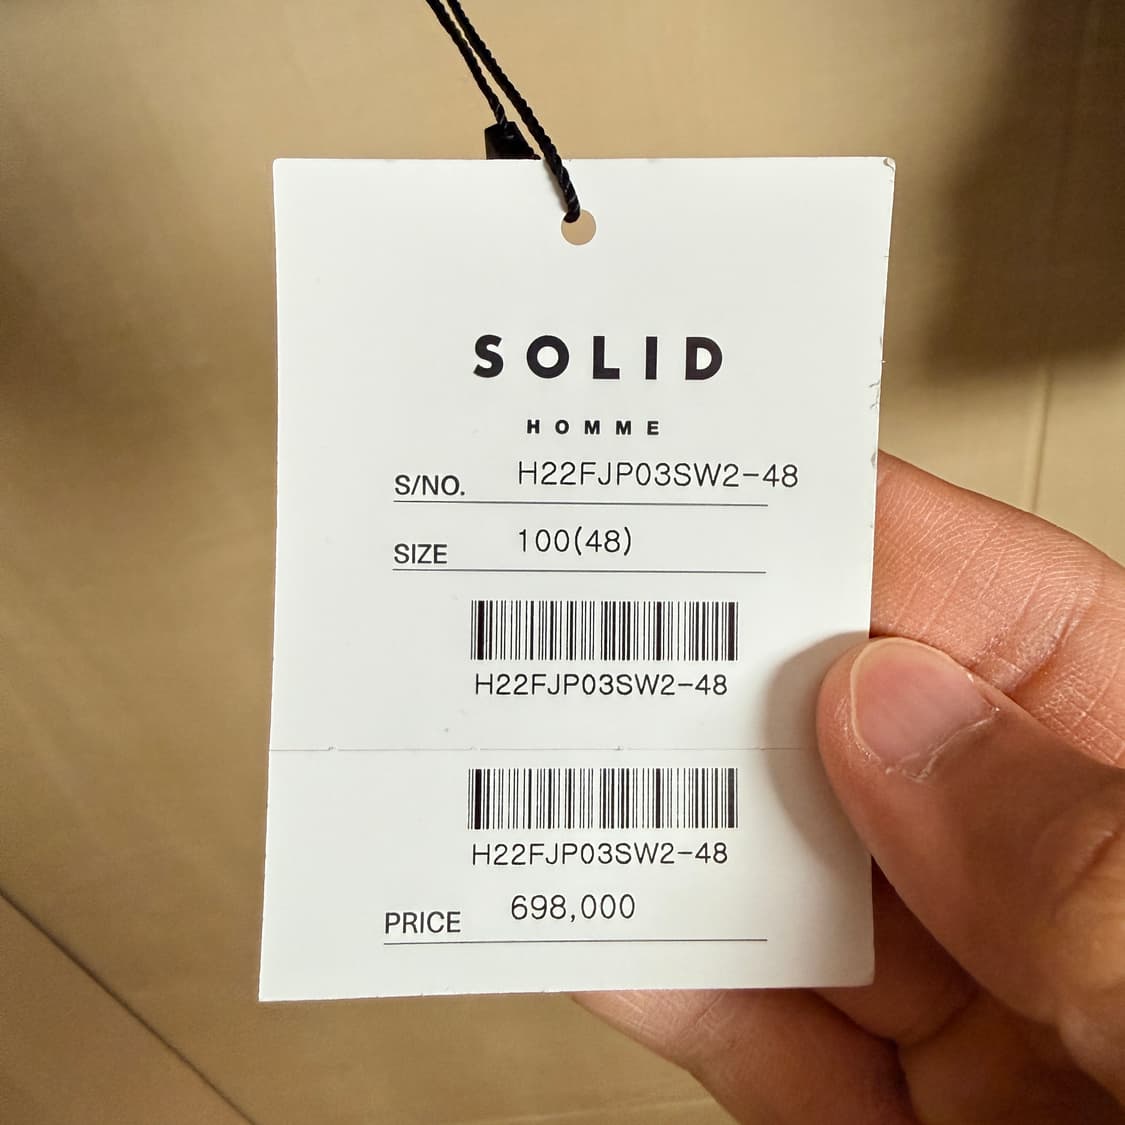 SOLID
HOMME
S/NO. H22FJP03SW2-48
SIZE 100(48)
H22FJP03SW2-48
H22FJP03SW2-48
PRICE 698,000